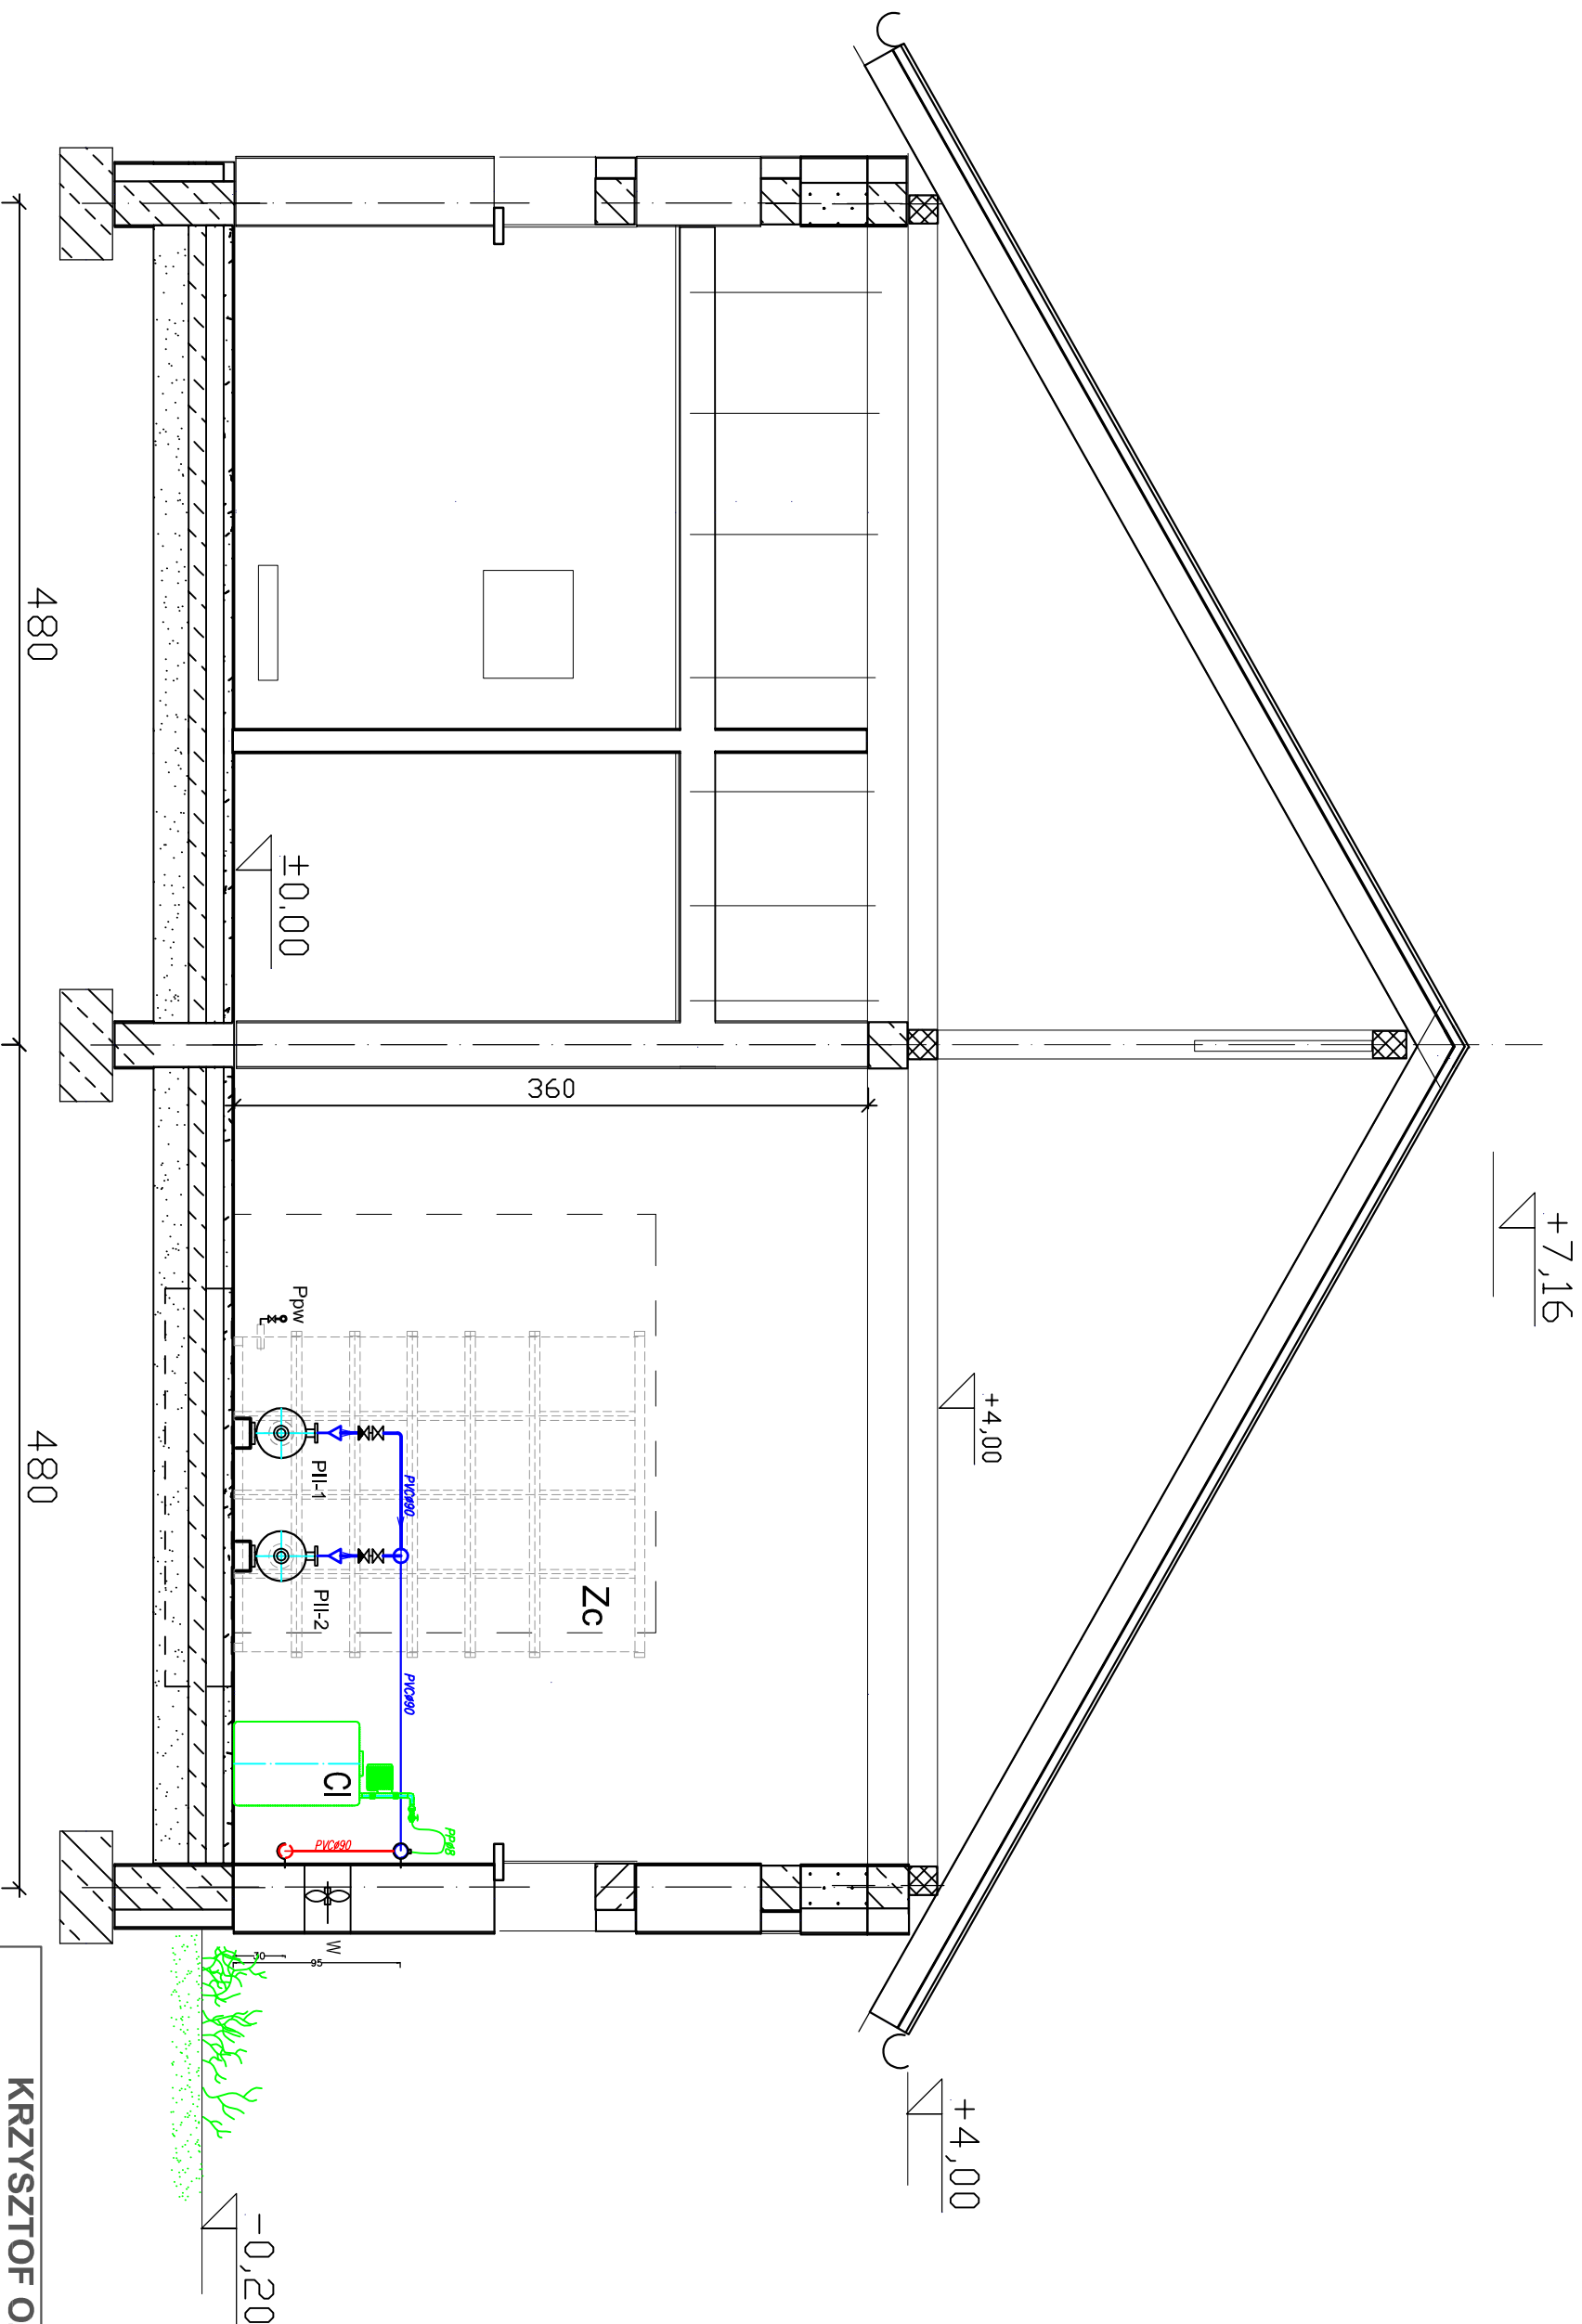 +7,16
+4,00
+4,00
360
±0,00
Zc
PVCø90
PVCø90
PPø8
Ppw
PII-1
PII-2
Cl
PVCø90
W
30
95
-0,20
480
480
KRZYSZTOF O